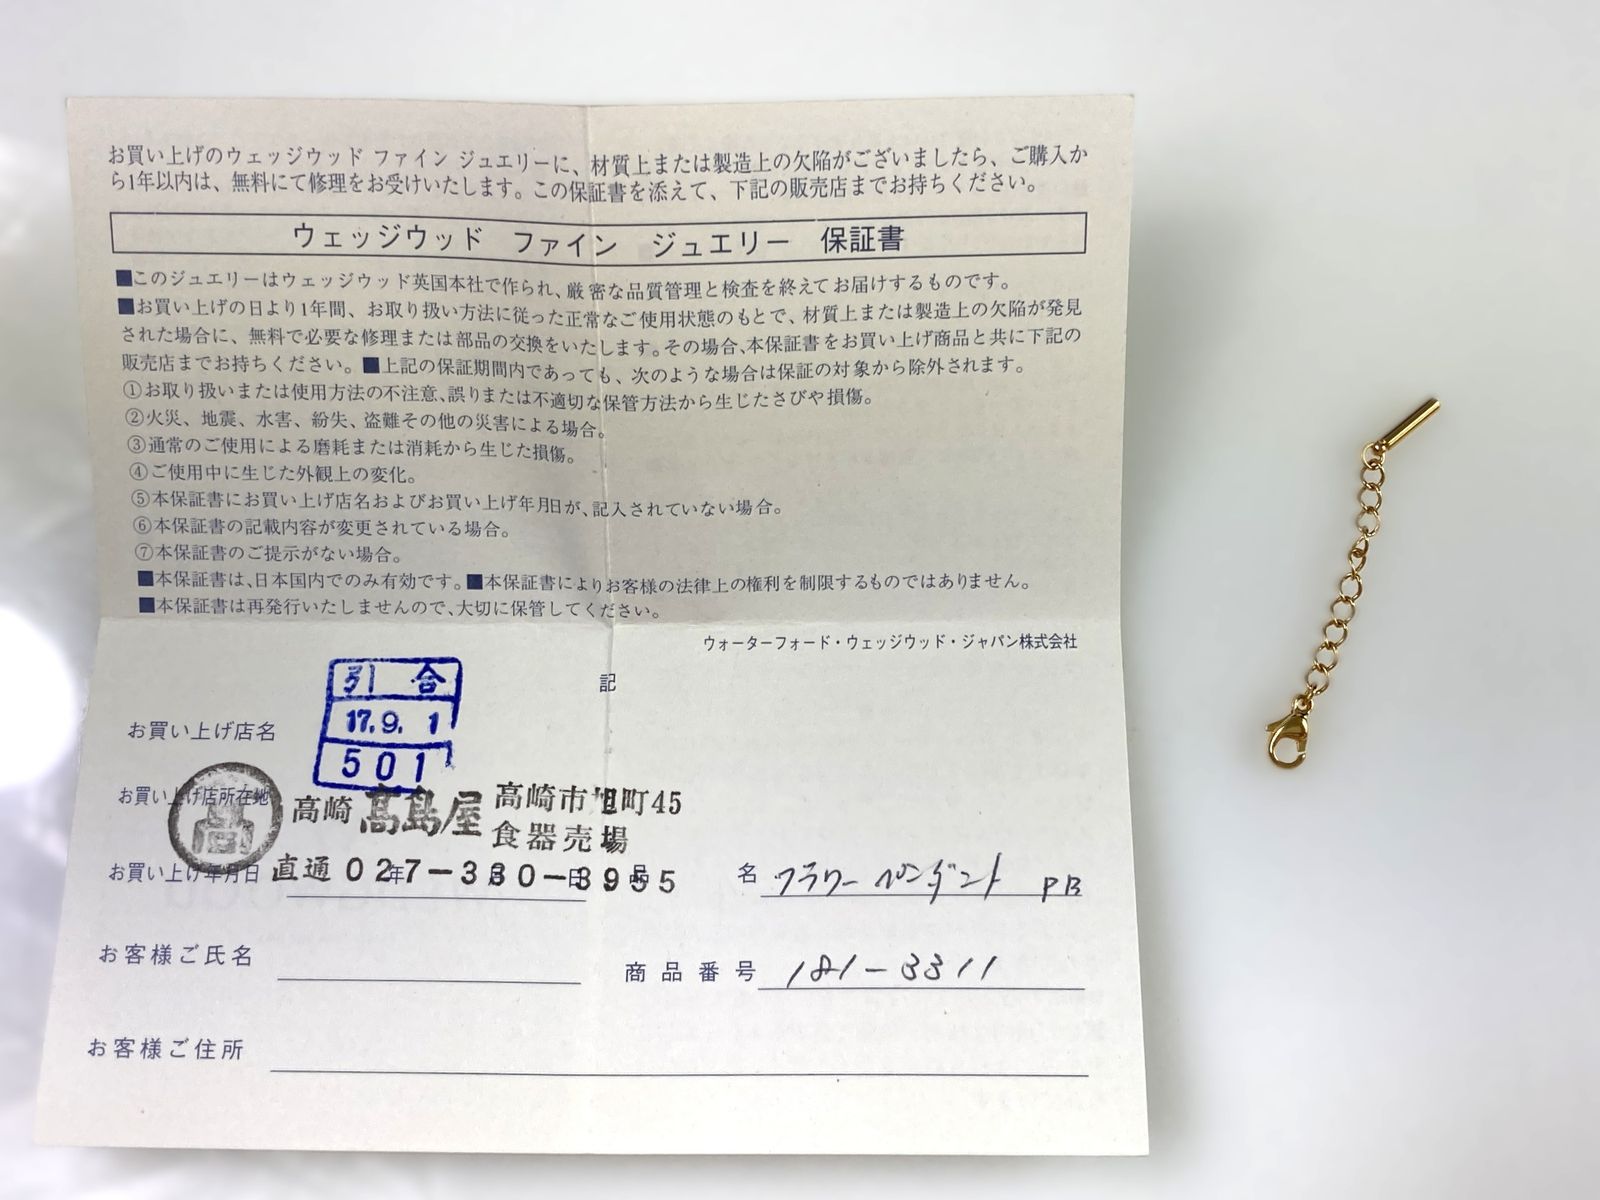 お買い上げのウェッジウッド ファイン ジュエリーに、材質上または製造上の欠陥がございましたら、ご購入か
ら1年以内は、無料にて修理をお受けいたします。この保証書を添えて、下記の販売店までお持ちください。
ウェッジウッド ファイン ジュエリー 保証書
■このジュエリーはウェッジウッド英国本社で作られ、厳密な品質管理と検査を終えてお届けするものです。
■お買い上げの日より1年間、お取り扱い方法に従った正常なご使用状態のもとで、材質上または製造上の欠陥が発見
された場合に、無料で必要な修理または部品の交換をいたします。その場合、本保証書をお買い上げ商品と共に下記の
販売店までお持ちください。■上記の保証期間内であっても、次のような場合は保証の対象から除外されます。
①お取り扱いまたは使用方法の不注意、誤りまたは不適切な保管方法から生じたさびや損傷。
②火災、地震、水害、紛失、盗難その他の災害による場合。
③通常のご使用による磨耗または消耗から生じた損傷。
④ご使用中に生じた外観上の変化。
⑤本保証書にお買い上げ店名およびお買い上げ年月日が、記入されていない場合。
⑥本保証書の記載内容が変更されている場合。
⑦本保証書のご提示がない場合。
■本保証書は、日本国内でのみ有効です。■本保証書によりお客様の法律上の権利を制限するものではありません。
■本保証書は再発行いたしませんので、大切に保管してください。
ウォーターフォード・ウェッジウッド・ジャパン株式会社
記
引 合
17.9.1
501
お買い上げ店名
お買い上げ店所在地
高
高崎 髙島屋 高崎市旭町45
食器売場
直通 027-330-3955
お買い上げ年月日 年 月 日
名 フラワーペンダント PB
お客様ご氏名
商品番号 181-3311
お客様ご住所